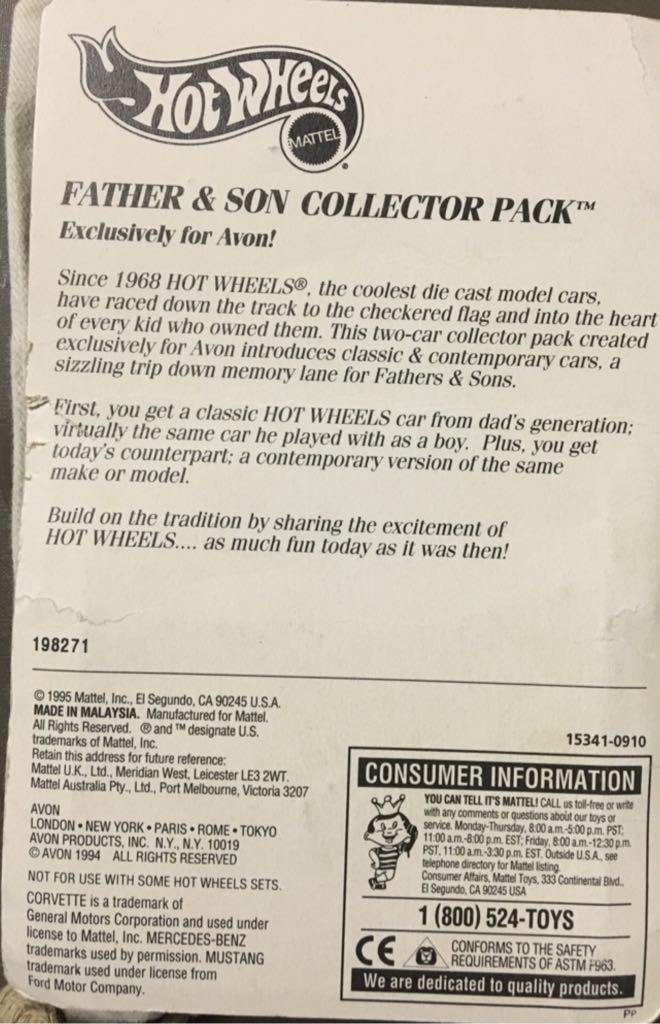 Hot Wheels
MATTEL
FATHER & SON COLLECTOR PACK™
Exclusively for Avon!
Since 1968 HOT WHEELS®, the coolest die cast model cars,
have raced down the track to the checkered flag and into the heart
of every kid who owned them. This two-car collector pack created
exclusively for Avon introduces classic & contemporary cars, a
sizzling trip down memory lane for Fathers & Sons.
First, you get a classic HOT WHEELS car from dad's generation;
virtually the same car he played with as a boy. Plus, you get
today's counterpart; a contemporary version of the same
make or model.
Build on the tradition by sharing the excitement of
HOT WHEELS.... as much fun today as it was then!
198271
© 1995 Mattel, Inc., El Segundo, CA 90245 U.S.A.
MADE IN MALAYSIA. Manufactured for Mattel.
All Rights Reserved. ® and ™ designate U.S.
trademarks of Mattel, Inc.
Retain this address for future reference:
Mattel U.K., Ltd., Meridian West, Leicester LE3 2WT.
Mattel Australia Pty., Ltd., Port Melbourne, Victoria 3207
AVON
LONDON • NEW YORK • PARIS • ROME • TOKYO
AVON PRODUCTS, INC. N.Y., N.Y. 10019
© AVON 1994 ALL RIGHTS RESERVED
NOT FOR USE WITH SOME HOT WHEELS SETS.
CORVETTE is a trademark of
General Motors Corporation and used under
license to Mattel, Inc. MERCEDES-BENZ
trademarks used by permission. MUSTANG
trademark used under license from
Ford Motor Company.
15341-0910
CONSUMER INFORMATION
YOU CAN TELL IT'S MATTEL! CALL us toll-free or write
with any comments or questions about our toys or
service. Monday-Thursday, 8:00 a.m.-5:00 p.m. PST;
11:00 a.m.-8:00 p.m. EST; Friday, 8:00 a.m.-12:30 p.m.
PST, 11:00 a.m.-3:30 p.m. EST. Outside U.S.A., see
telephone directory for Mattel listing.
Consumer Affairs, Mattel Toys, 333 Continental Blvd.,
El Segundo, CA 90245 USA
1 (800) 524-TOYS
CE
CONFORMS TO THE SAFETY
REQUIREMENTS OF ASTM F963.
We are dedicated to quality products.
PP